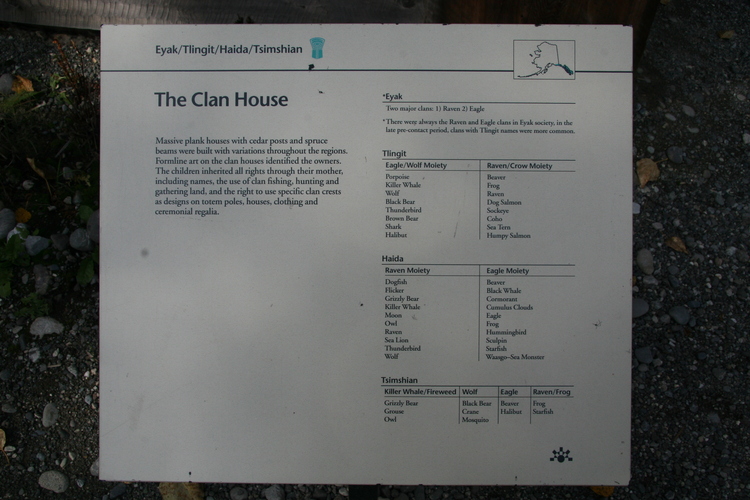 Eyak/Tlingit/Haida/Tsimshian
The Clan House
Massive plank houses with cedar posts and spruce
beams were built with variations throughout the regions.
Formline art on the clan houses identified the owners.
The children inherited all rights through their mother,
including names, the use of clan fishing, hunting and
gathering land, and the right to use specific clan crests
as designs on totem poles, houses, clothing and
ceremonial regalia.
*Eyak
Two major clans: 1) Raven 2) Eagle
*There were always the Raven and Eagle clans in Eyak society, in the
late pre-contact period. clans with Tlingit names were more common.
Tlingit
Eagle/Wolf Moiety Raven/Crow Moiety
Porpoise Beaver
Killer Whale Frog
Wolf Raven
Black Bear Dog Salmon
Thunderbird Sockeye
Brown Bear Coho
Shark Sea Tern
Halibut Humpy Salmon
Haida
Raven Moiety Eagle Moiety
Dogfish Beaver
Flicker Black Whale
Grizzly Bear Cormorant
Killer Whale Cumulus Clouds
Moon Eagle
Owl Frog
Raven Hummingbird
Sea Lion Sculpin
Thunderbird Starfish
Wolf Waasgo-Sea Monster
Tsimshian
Killer Whale/Fireweed Wolf Eagle Raven/Frog
Grizzly Bear Black Bear Beaver Frog
Grouse Crane Halibut Starfish
Owl Mosquito